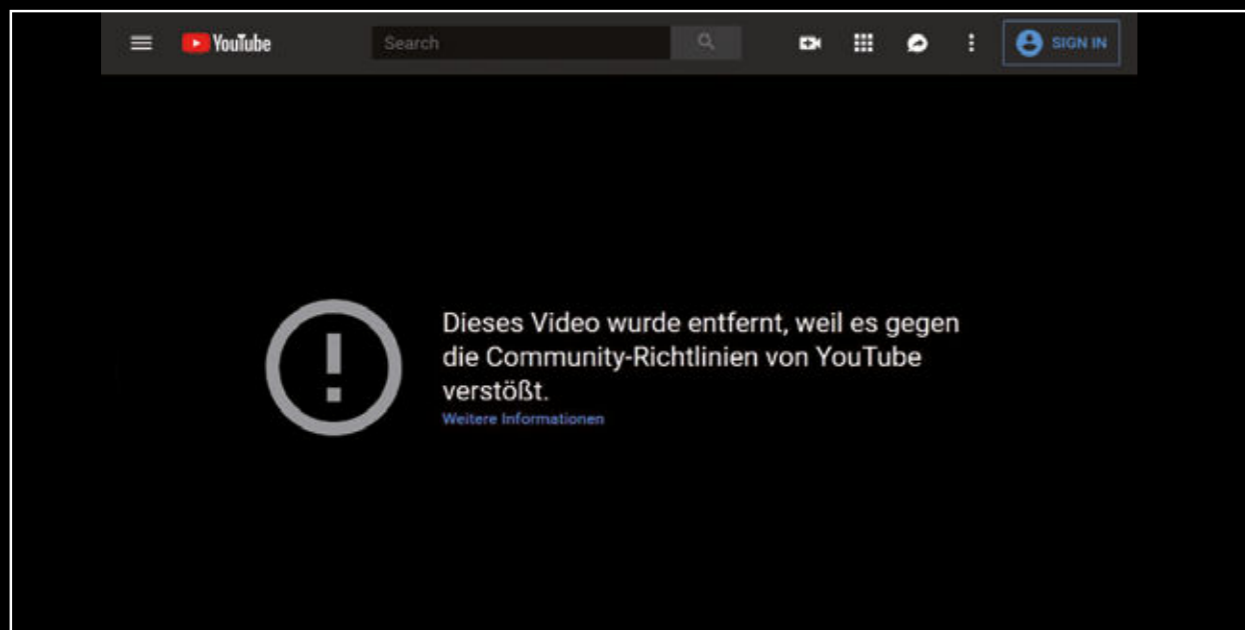 YouTube
Search
SIGN IN
Dieses Video wurde entfernt, weil es gegen
die Community-Richtlinien von YouTube
verstößt.
Weitere Informationen